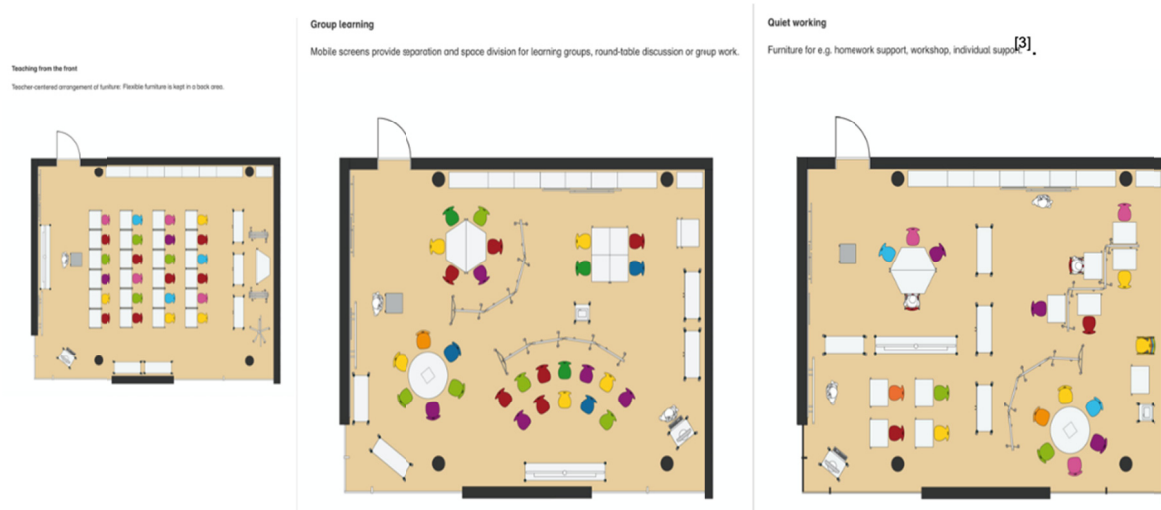 Teaching from the front
Teacher-centered arrangement of funiture: Flexible furniture is kept in a back area.
Group learning
Mobile screens provide separation and space division for learning groups, round-table discussion or group work.
Quiet working
Furniture for e.g. homework support, workshop, individual support.
[3].